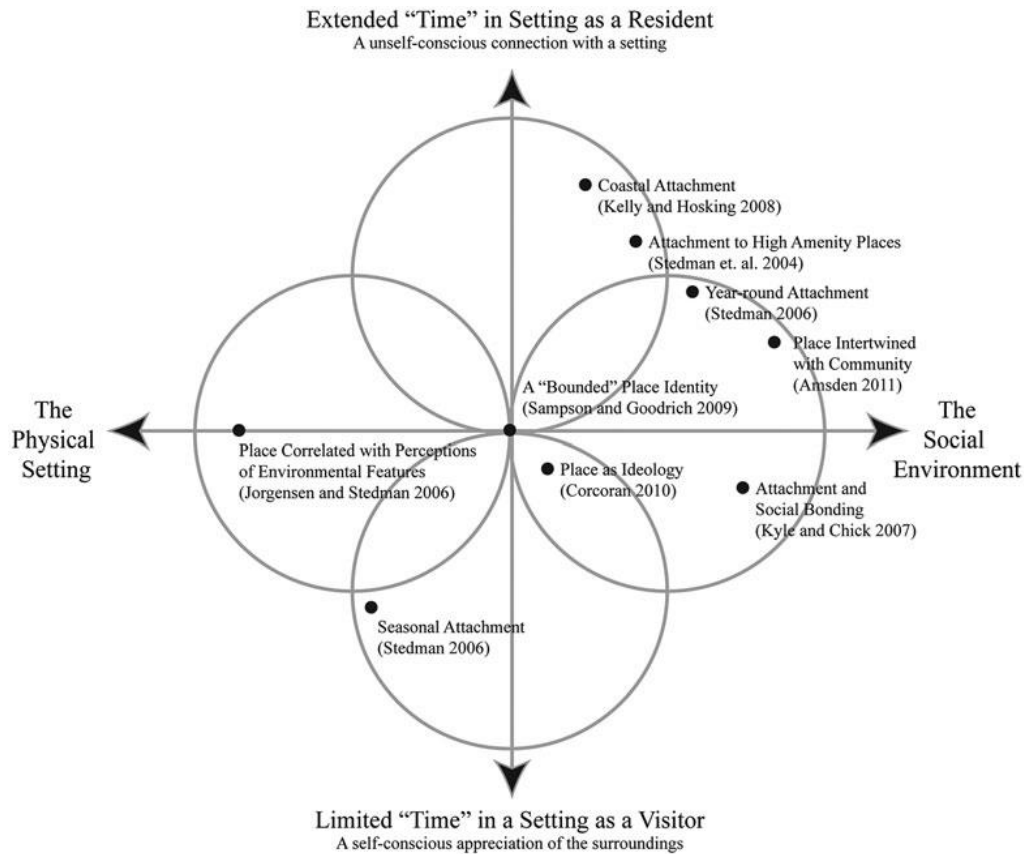 Extended “Time” in Setting as a Resident
A unself-conscious connection with a setting
Coastal Attachment
(Kelly and Hosking 2008)
Attachment to High Amenity Places
(Stedman et. al. 2004)
Year-round Attachment
(Stedman 2006)
Place Intertwined
with Community
(Amsden 2011)
A “Bounded” Place Identity
(Sampson and Goodrich 2009)
The
Physical
Setting
The
Social
Environment
Place Correlated with Perceptions
of Environmental Features
(Jorgensen and Stedman 2006)
Place as Ideology
(Corcoran 2010)
Attachment and
Social Bonding
(Kyle and Chick 2007)
Seasonal Attachment
(Stedman 2006)
Limited “Time” in a Setting as a Visitor
A self-conscious appreciation of the surroundings